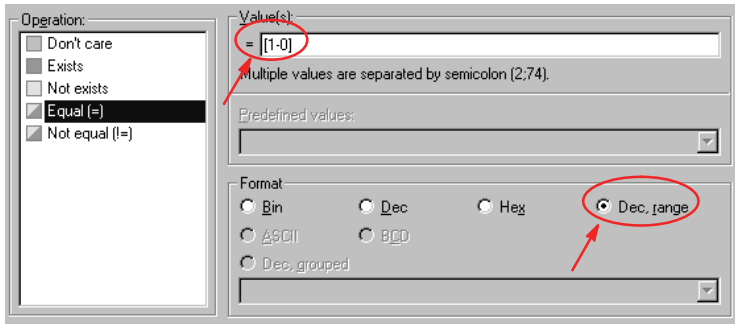 Operation:
Don't care
Exists
Not exists
Equal (=)
Not equal (!=)
Value(s):
= [1-0]
Multiple values are separated by semicolon (2;74).
Predefined values:
Format
Bin Dec Hex Dec, range
ASCII BCD
Dec, grouped